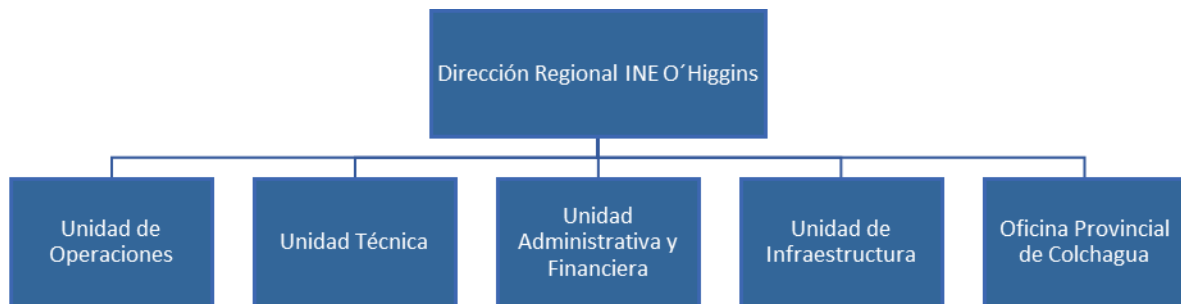 Dirección Regional INE O´Higgins
Unidad de
Operaciones
Unidad Técnica
Unidad
Administrativa y
Financiera
Unidad de
Infraestructura
Oficina Provincial
de Colchagua